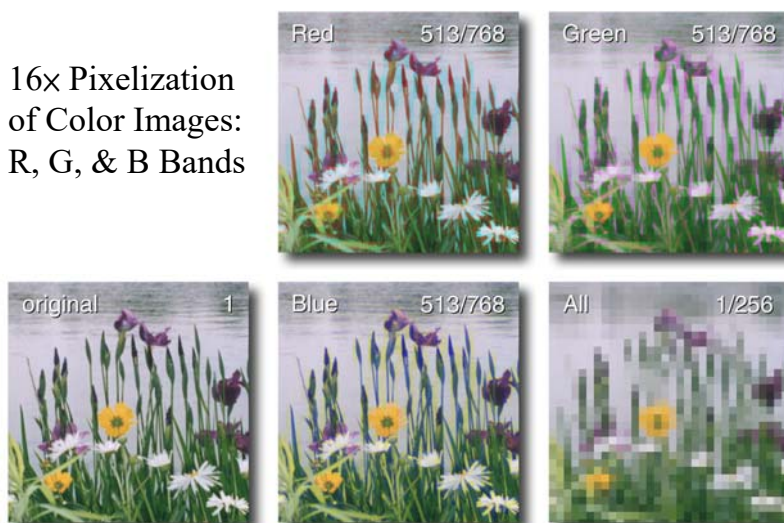 16× Pixelization
of Color Images:
R, G, & B Bands
Red 513/768
Green 513/768
original 1
Blue 513/768
All 1/256